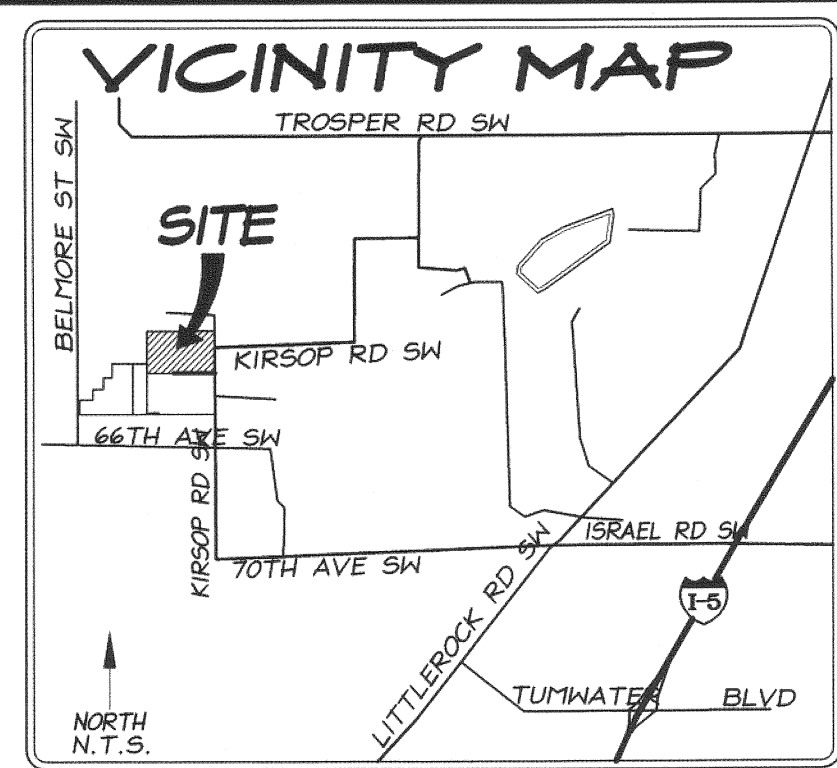 VICINITY MAP
TROSPER RD SW
BELMORE ST SW
SITE
KIRSOP RD SW
66TH AVE SW
KIRSOP RD SW
70TH AVE SW
ISRAEL RD SW
LITTLEROCK RD SW
I-5
TUMWATER BLVD
NORTH
N.T.S.